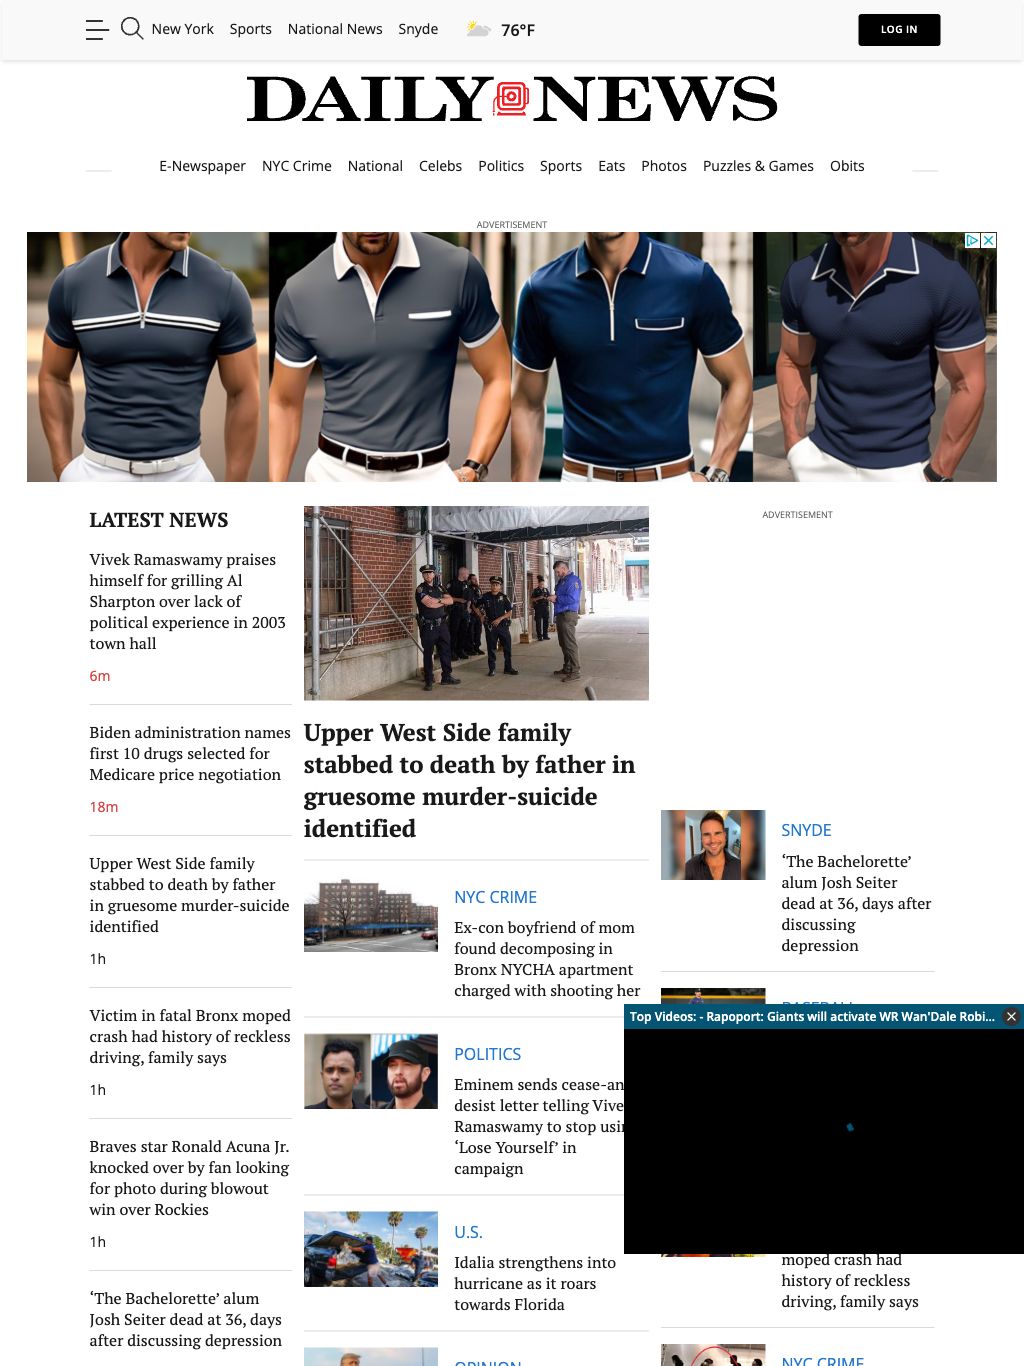 New York Sports National News Snyde 76°F LOG IN
DAILY NEWS
E-Newspaper NYC Crime National Celebs Politics Sports Eats Photos Puzzles & Games Obits
ADVERTISEMENT
LATEST NEWS
Vivek Ramaswamy praises
himself for grilling Al
Sharpton over lack of
political experience in 2003
town hall
6m
Biden administration names
first 10 drugs selected for
Medicare price negotiation
18m
Upper West Side family
stabbed to death by father
in gruesome murder-suicide
identified
1h
Victim in fatal Bronx moped
crash had history of reckless
driving, family says
1h
Braves star Ronald Acuna Jr.
knocked over by fan looking
for photo during blowout
win over Rockies
1h
‘The Bachelorette’ alum
Josh Seiter dead at 36, days
after discussing depression
Upper West Side family
stabbed to death by father in
gruesome murder-suicide
identified
NYC CRIME
Ex-con boyfriend of mom
found decomposing in
Bronx NYCHA apartment
charged with shooting her
POLITICS
Eminem sends cease-an
desist letter telling Vive
Ramaswamy to stop usi
‘Lose Yourself’ in
campaign
U.S.
Idalia strengthens into
hurricane as it roars
towards Florida
OPINION
ADVERTISEMENT
SNYDE
‘The Bachelorette’
alum Josh Seiter
dead at 36, days after
discussing
depression
BASEBALL
Top Videos: - Rapoport: Giants will activate WR Wan'Dale Robi...
moped crash had
history of reckless
driving, family says
NYC CRIME